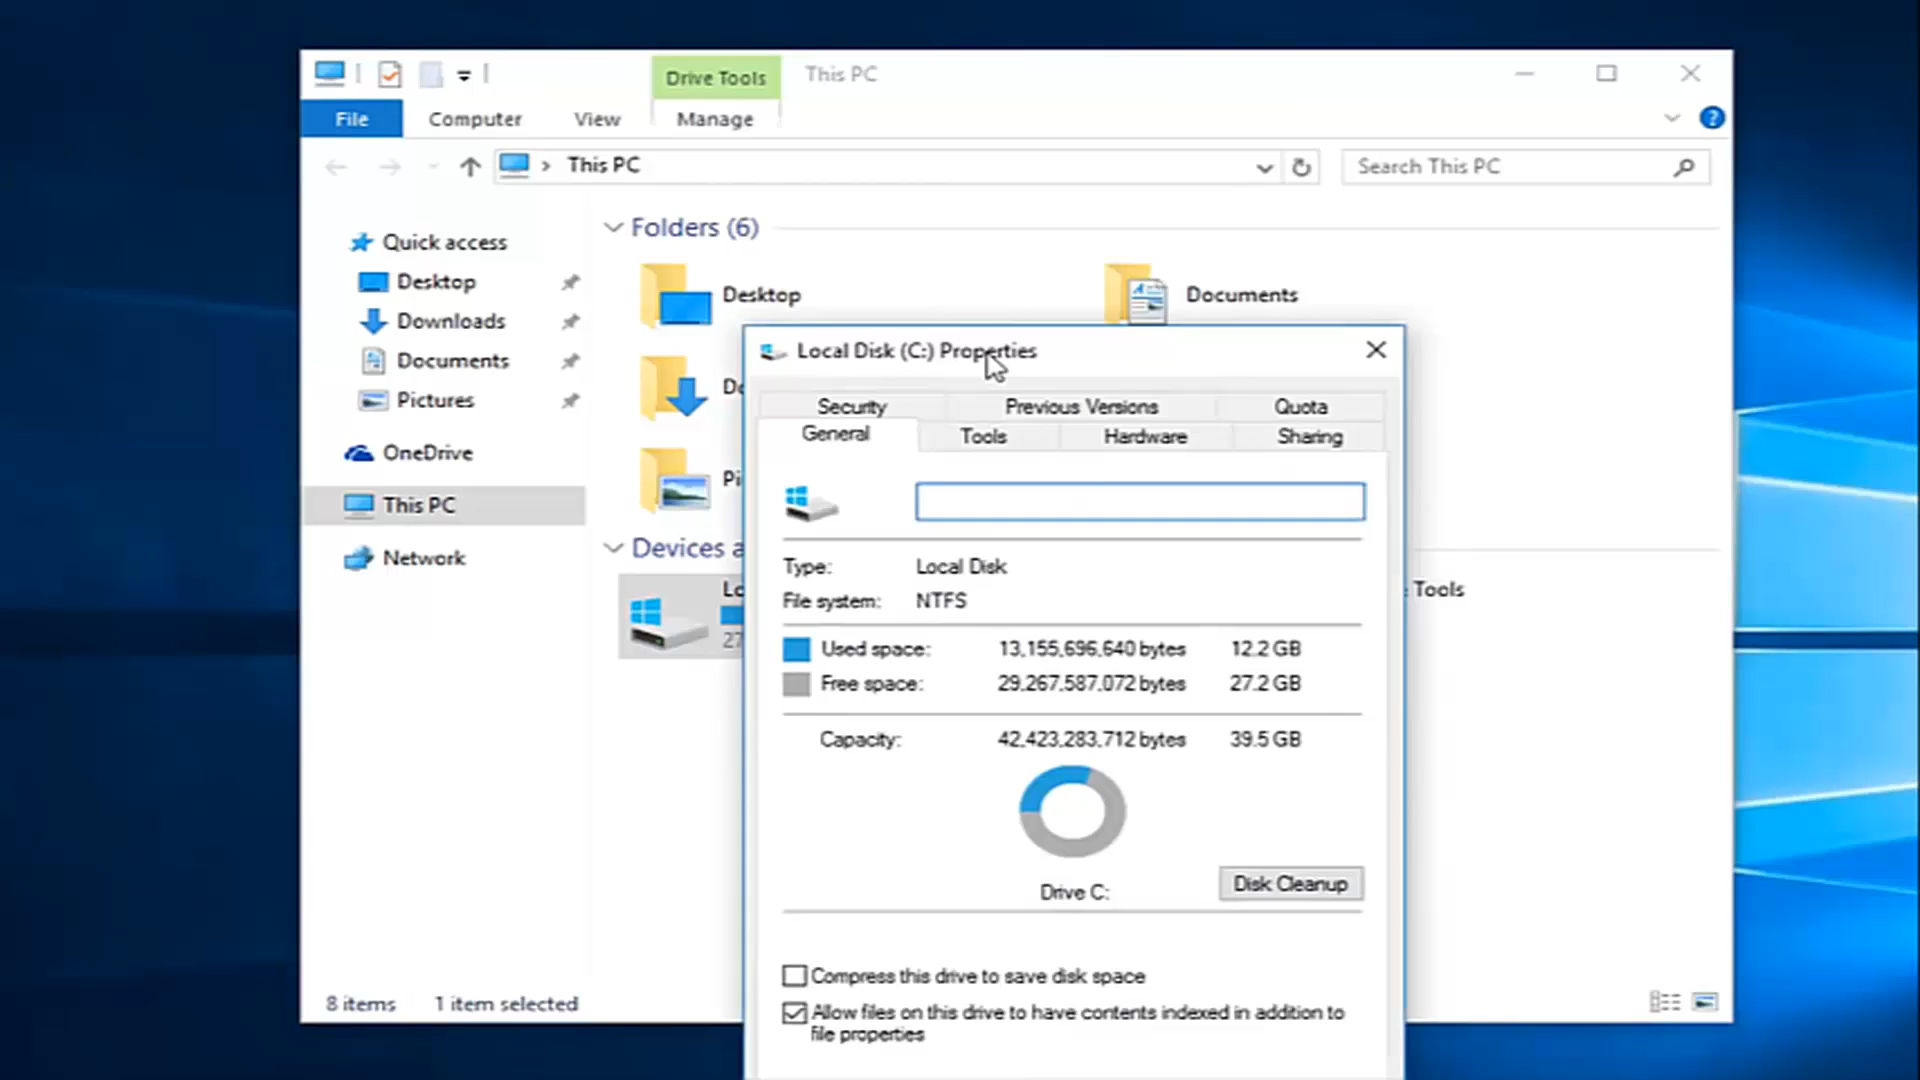 Drive Tools
This PC
File
Computer
View
Manage
This PC
Search This PC
Quick access
Desktop
Downloads
Documents
Pictures
OneDrive
This PC
Network
Folders (6)
Desktop
Documents
Do
Pi
Devices a
Lo
27
: Tools
Local Disk (C:) Properties
Security
Previous Versions
Quota
General
Tools
Hardware
Sharing
Type: Local Disk
File system: NTFS
Used space: 13,155,696,640 bytes 12.2 GB
Free space: 29,267,587,072 bytes 27.2 GB
Capacity: 42,423,283,712 bytes 39.5 GB
Drive C:
Disk Cleanup
Compress this drive to save disk space
Allow files on this drive to have contents indexed in addition to
file properties
8 items
1 item selected